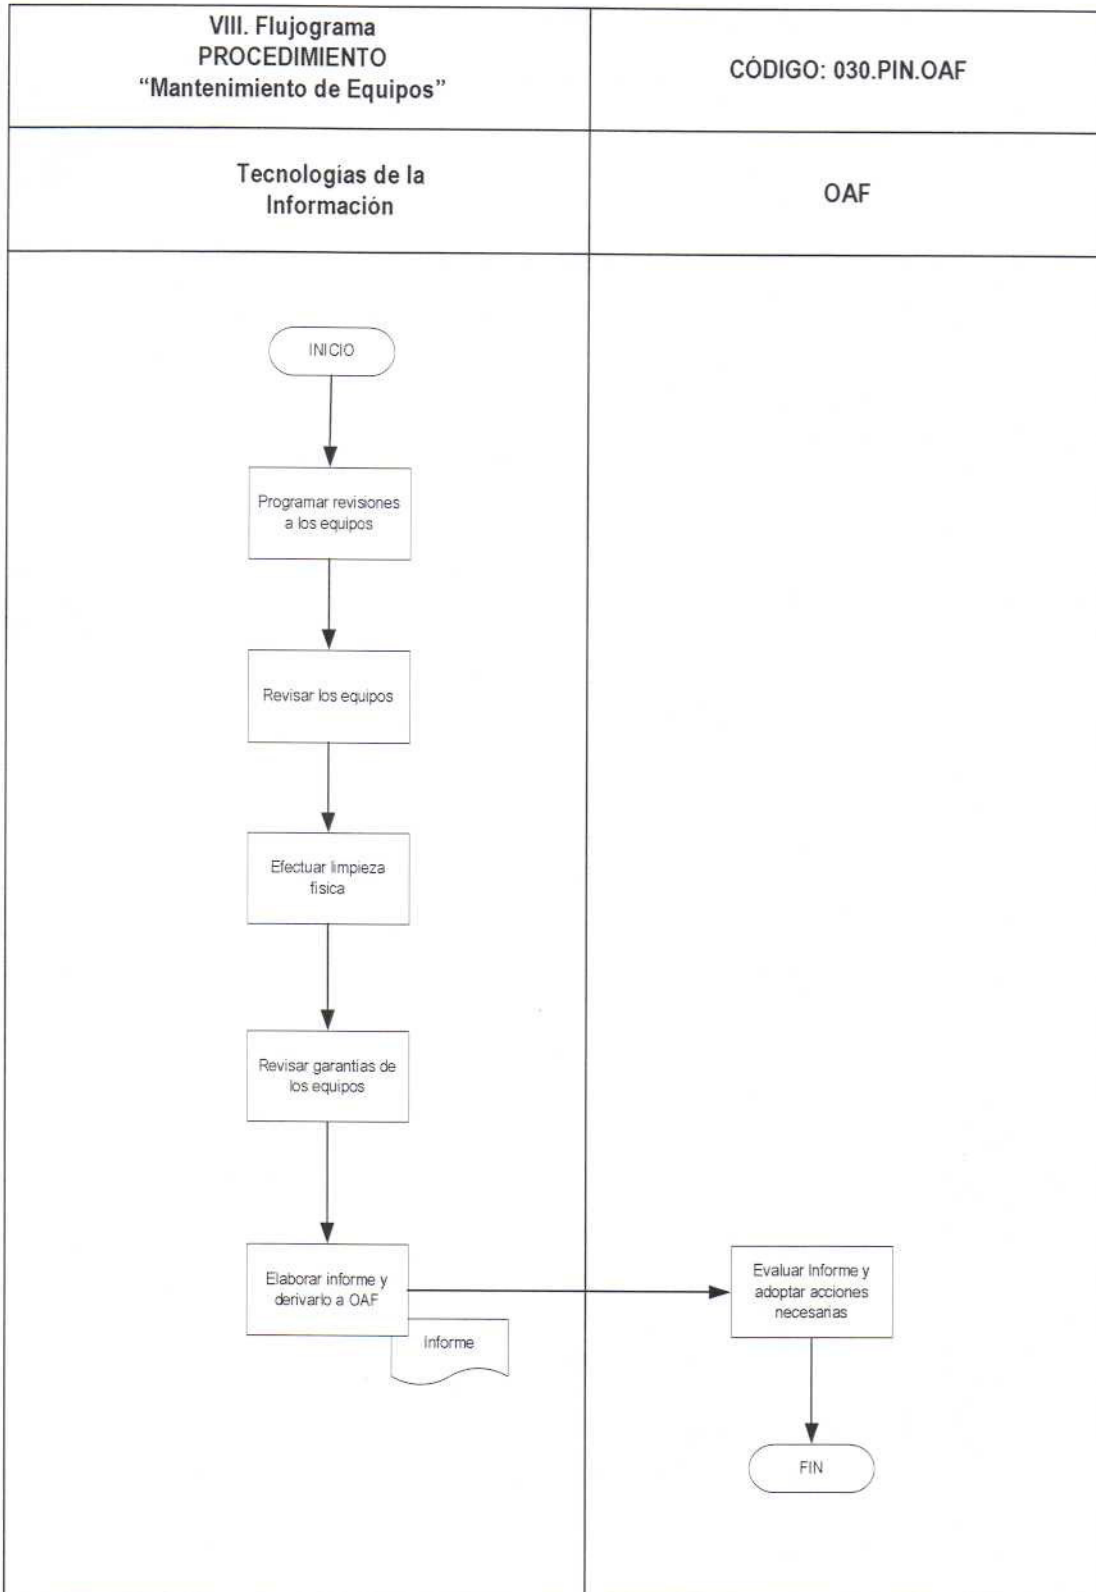 VIII. Flujograma
PROCEDIMIENTO
“Mantenimiento de Equipos”
CÓDIGO: 030.PIN.OAF
Tecnologías de la
Información
OAF
INICIO
Programar revisiones
a los equipos
Revisar los equipos
Efectuar limpieza
física
Revisar garantías de
los equipos
Elaborar informe y
derivarlo a OAF
Informe
Evaluar Informe y
adoptar acciones
necesarias
FIN